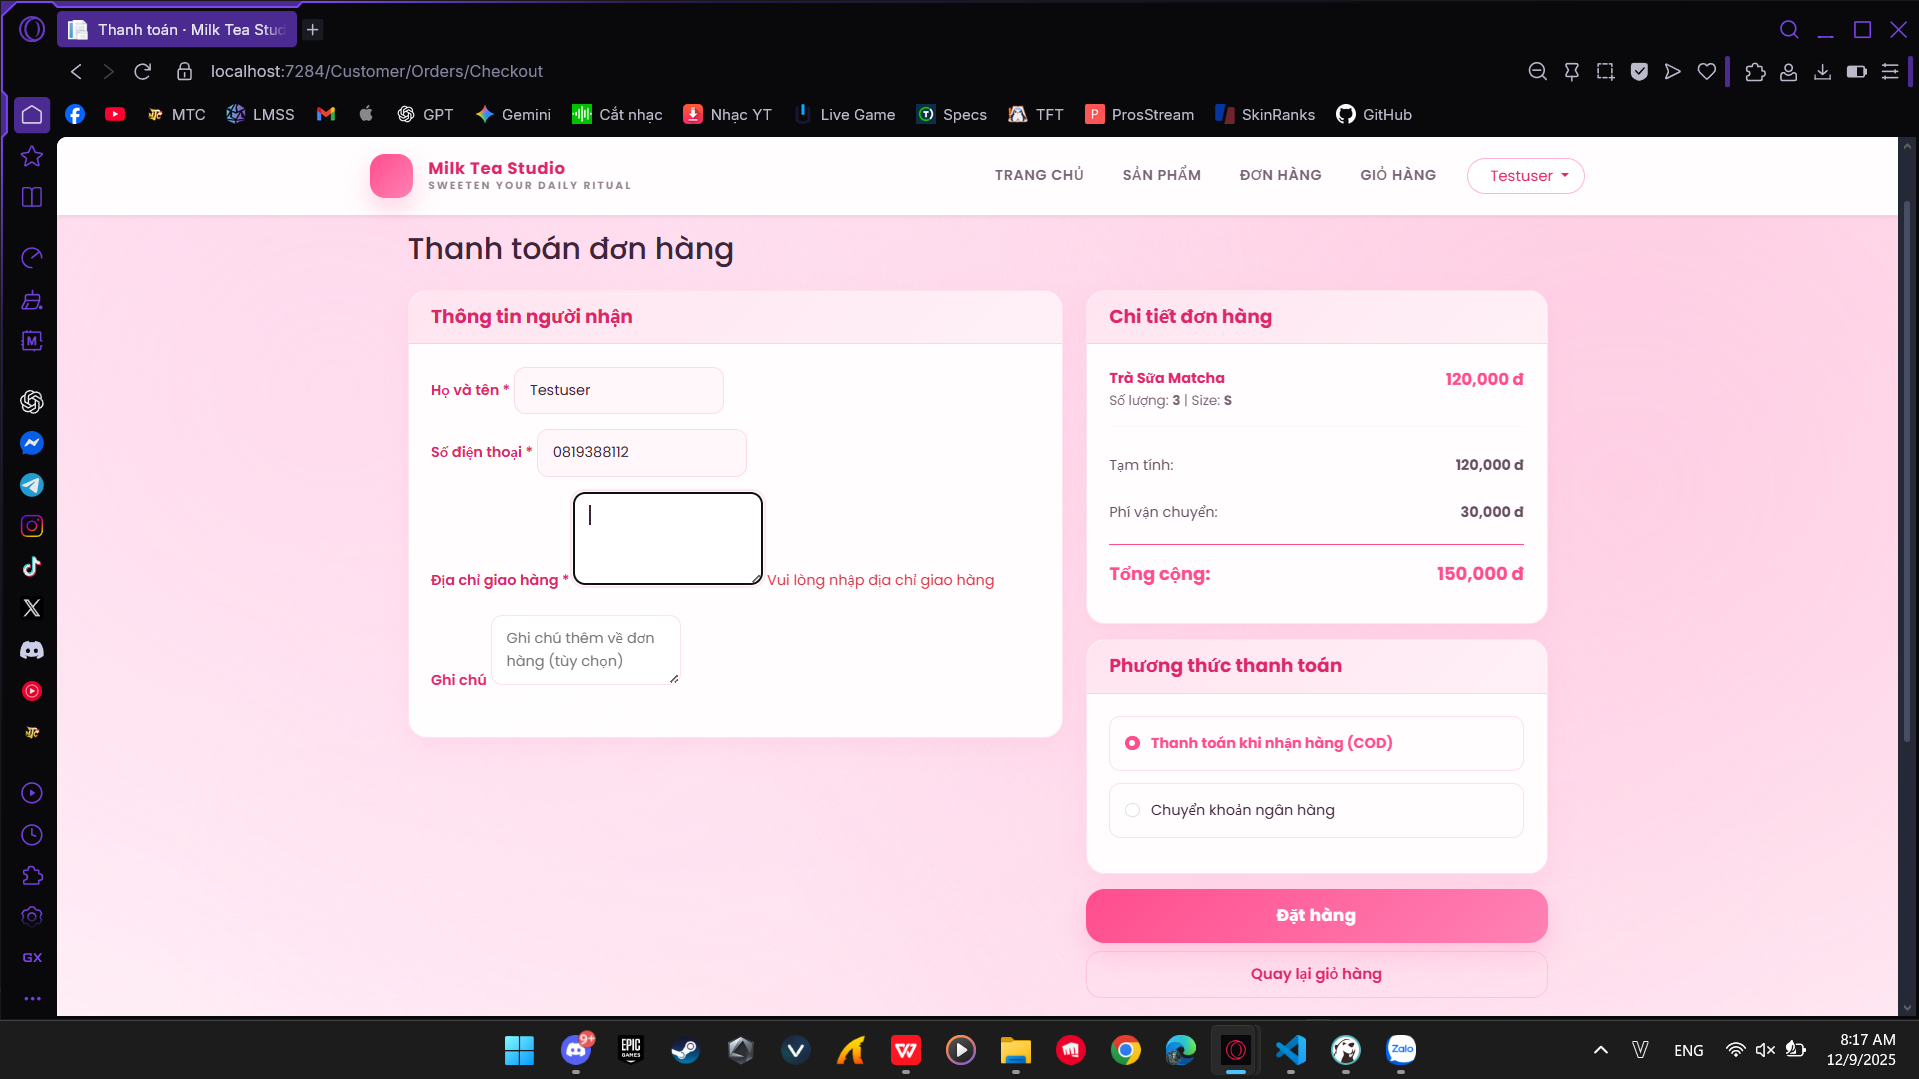 Thanh toán · Milk Tea Stud
localhost:7284/Customer/Orders/Checkout
MTC
LMSS
GPT
Gemini
Cắt nhạc
Nhạc YT
Live Game
Specs
TFT
P
ProsStream
SkinRanks
GitHub
Milk Tea Studio
SWEETEN YOUR DAILY RITUAL
TRANG CHỦ
SẢN PHẨM
ĐƠN HÀNG
GIỎ HÀNG
Testuser
Thanh toán đơn hàng
Thông tin người nhận
Họ và tên *
Testuser
Số điện thoại *
0819388112
Địa chỉ giao hàng *
Vui lòng nhập địa chỉ giao hàng
Ghi chú
Ghi chú thêm về đơn
hàng (tùy chọn)
Chi tiết đơn hàng
Trà Sữa Matcha
120,000 đ
Số lượng: 3 | Size: S
Tạm tính:
120,000 đ
Phí vận chuyển:
30,000 đ
Tổng cộng:
150,000 đ
Phương thức thanh toán
Thanh toán khi nhận hàng (COD)
Chuyển khoản ngân hàng
Đặt hàng
Quay lại giỏ hàng
M
GX
9+
EPIC
GAMES
Zalo
ENG
8:17 AM
12/9/2025